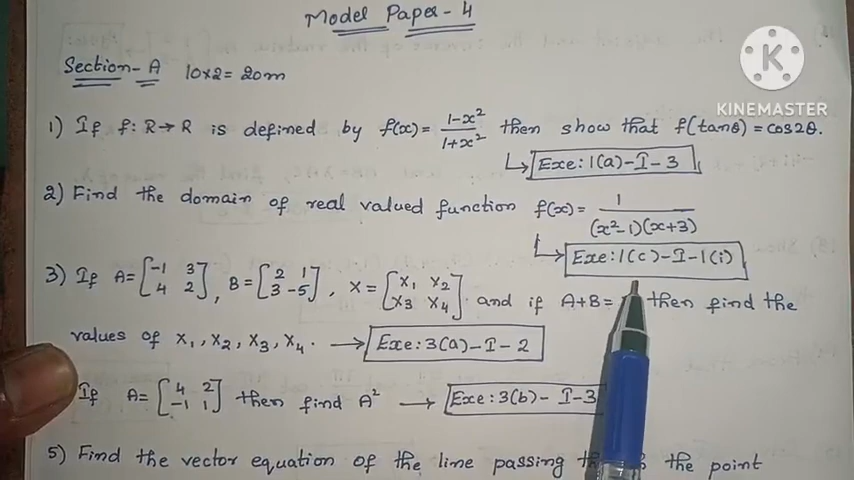 Model Paper-4
Section-A 10x2=20m
KINEMASTER
1) If f: R→R is defined by f(x)= (1-x²)/(1+x²) then show that f(tanθ)=cos2θ.
Exe:1(a)-I-3
2) Find the domain of real valued function f(x)= 1/((x²-1)(x+3))
Exe:1(c)-I-1(i)
3) If A=[-1 3; 4 2], B=[2 1; 3 -5], X=[x₁ x₂; x₃ x₄] and if A+B= then find the
values of x₁, x₂, x₃, x₄. → Exe:3(a)-I-2
If A=[4 2; -1 1] then find A² → Exe:3(b)-I-3
5) Find the vector equation of the line passing the point